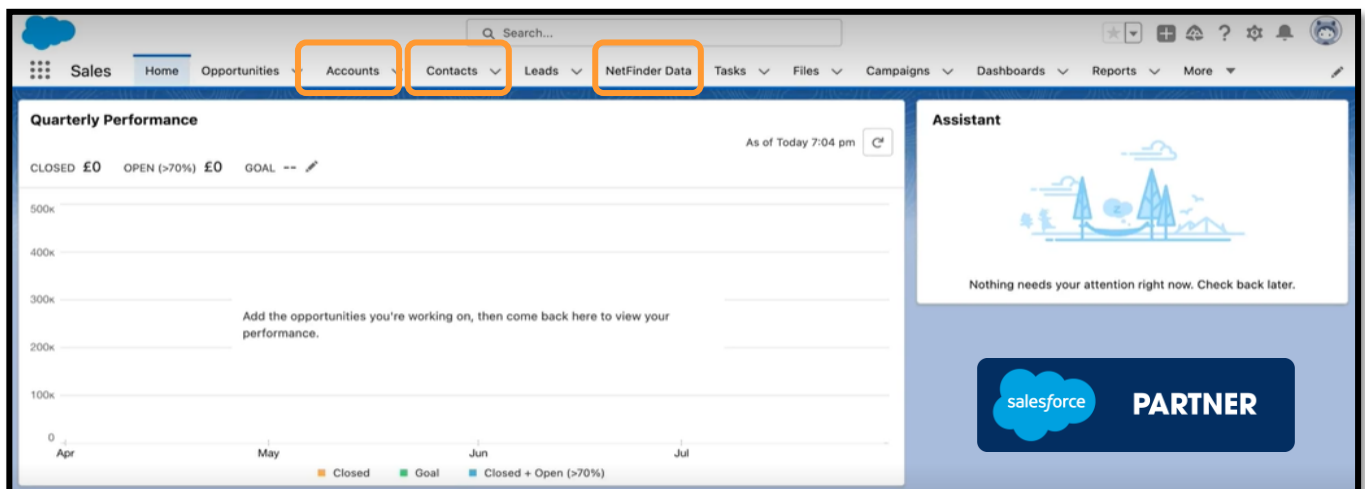 Search...
Sales Home Opportunities Accounts Contacts Leads NetFinder Data Tasks Files Campaigns Dashboards Reports More
Quarterly Performance
As of Today 7:04 pm
CLOSED £0 OPEN (>70%) £0 GOAL --
500K
400K
300K
200K
100K
0
Add the opportunities you're working on, then come back here to view your
performance.
Apr May Jun Jul
Closed Goal Closed + Open (>70%)
Assistant
z
Nothing needs your attention right now. Check back later.
salesforce PARTNER